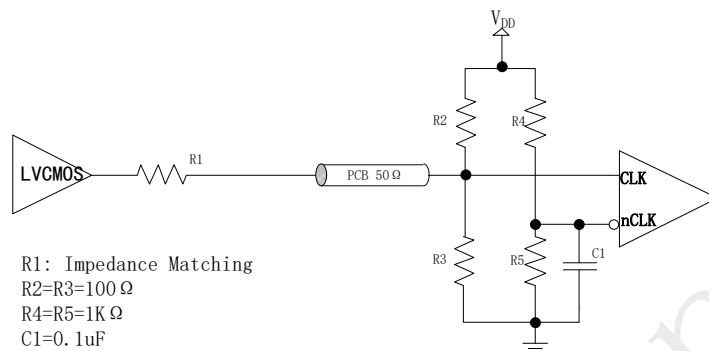 V_DD
R2
R4
R1
LVCMOS
PCB 50Ω
CLK
nCLK
R3
R5
C1
R1: Impedance Matching
R2=R3=100Ω
R4=R5=1KΩ
C1=0.1uF